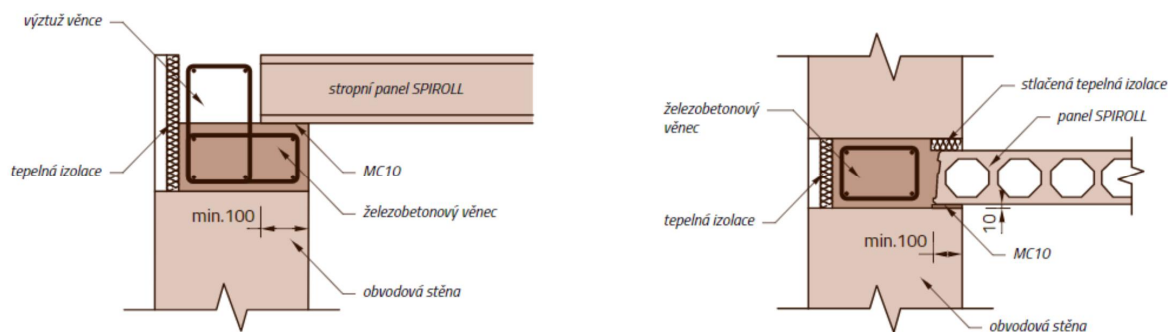 výztuž věnce
stropní panel SPIROLL
tepelná izolace
MC10
železobetonový věnec
min.100
obvodová stěna
stlačená tepelná izolace
železobetonový
věnec
panel SPIROLL
tepelná izolace
10
min.100
MC10
obvodová stěna